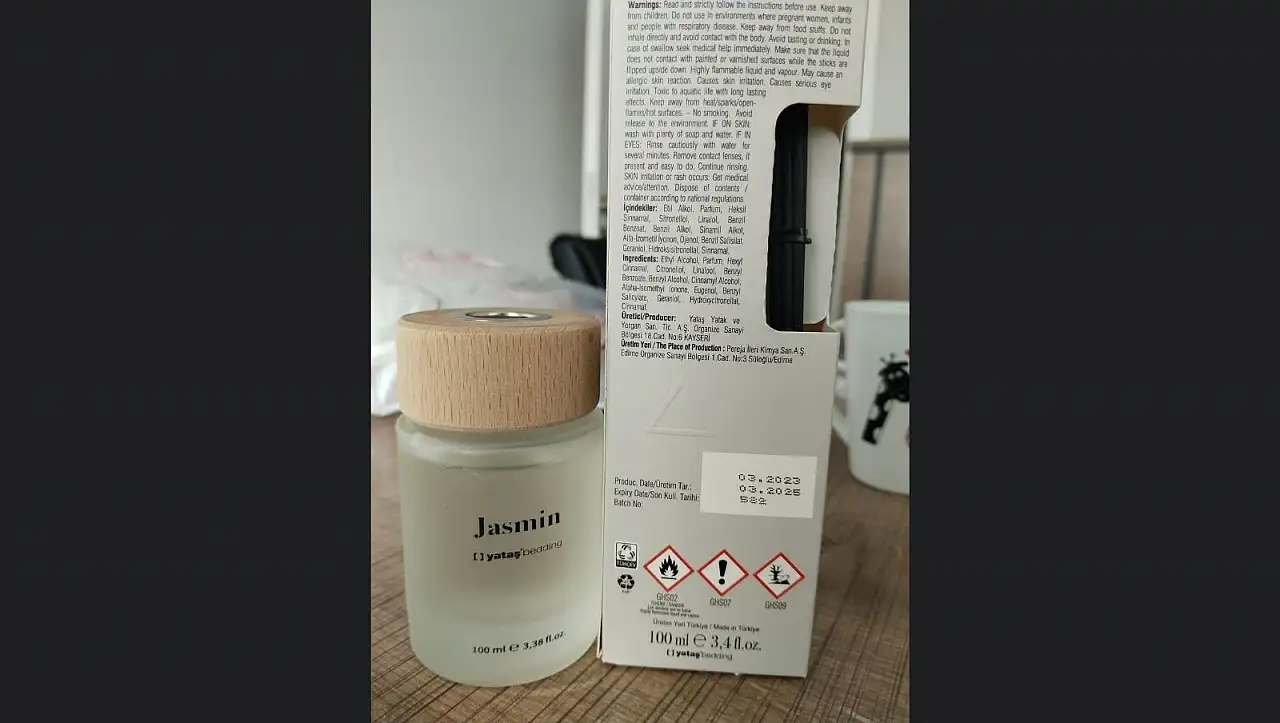 Warnings: Read and strictly follow the instructions before use. Keep away
from children. Do not use in environments where pregnant women, infants
and people with respiratory disease. Keep away from food stuffs. Do not
inhale directly and avoid contact with the body. Avoid tasting or drinking. In
case of swallow seek medical help immediately. Make sure that the liquid
does not contact with painted or varnished surfaces while the sticks are
flipped upside down. Highly flammable liquid and vapour. May cause an
allergic skin reaction. Causes skin irritation. Causes serious eye
irritation. Toxic to aquatic life with long lasting
effects. Keep away from heat/sparks/open-
flames/hot surfaces. – No smoking. Avoid
release to the environment. IF ON SKIN:
wash with plenty of soap and water. IF IN
EYES: Rinse cautiously with water for
several minutes. Remove contact lenses, if
present and easy to do. Continue rinsing.
SKIN irritation or rash occurs: Get medical
advice/attention. Dispose of contents /
container according to national regulations.
İçindekiler: Etil Alkol, Parfüm, Heksil
Sinnamal, Sitronellol, Linalol, Benzil
Benzoat, Benzil Alkol, Sinamil Alkol,
Alfa-İzometil İyonon, Öjenol, Benzil Salisilat,
Geraniol, Hidroksisitronellal, Sinnamal.
Ingredients: Ethyl Alcohol, Parfum, Hexyl
Cinnamal, Citronellol, Linalool, Benzyl
Benzoate, Benzyl Alcohol, Cinnamyl Alcohol,
Alpha-Isomethyl Ionone, Eugenol, Benzyl
Salicylate, Geraniol, Hydroxycitronellal,
Cinnamal.
Üretici/Producer: Yataş Yatak ve
Yorgan San. Tic. A.Ş. Organize Sanayi
Bölgesi 18.Cad. No:6 KAYSERİ
Üretim Yeri / The Place of Production : Pereja İleri Kimya San.A.Ş.
Edirne Organize Sanayi Bölgesi 1.Cad. No:3 Süloğlu/Edirne
Produc. Date/Üretim Tar.: 03.2023
Expiry Date/Son Kull. Tarihi: 03.2025
Batch No: 582
GHS02
GHS07
GHS09
Highly flammable liquid and vapour
Üretim Yeri Türkiye / Made in Türkiye
100 ml ℮ 3,4 fl.oz.
[ ] yataş bedding
Jasmin
[ ] yataş bedding
100 ml ℮ 3,38 fl.oz.